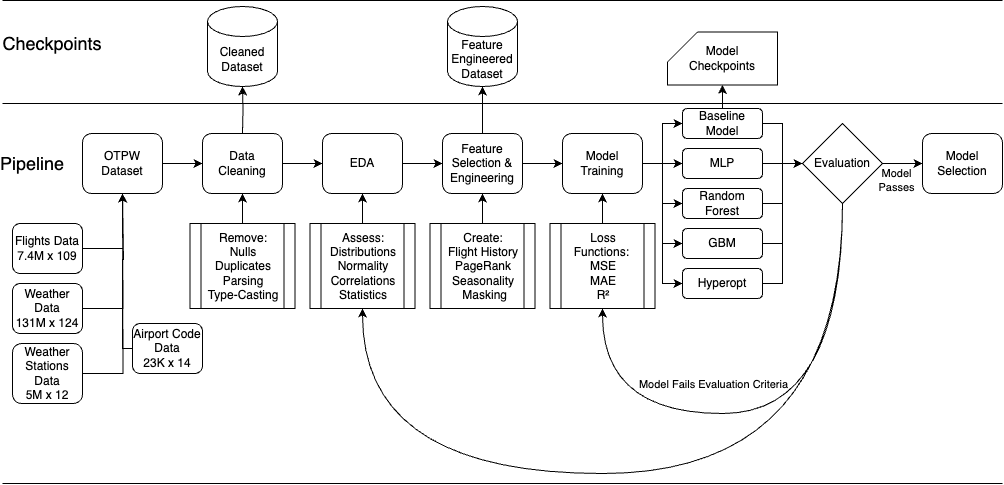 Checkpoints
Cleaned
Dataset
Feature
Engineered
Dataset
Model
Checkpoints
Pipeline
OTPW
Dataset
Data
Cleaning
EDA
Feature
Selection &
Engineering
Model
Training
Baseline
Model
MLP
Random
Forest
GBM
Hyperopt
Evaluation
Model
Passes
Model
Selection
Flights Data
7.4M x 109
Weather
Data
131M x 124
Weather
Stations
Data
5M x 12
Airport Code
Data
23K x 14
Remove:
Nulls
Duplicates
Parsing
Type-Casting
Assess:
Distributions
Normality
Correlations
Statistics
Create:
Flight History
PageRank
Seasonality
Masking
Loss
Functions:
MSE
MAE
R²
Model Fails Evaluation Criteria